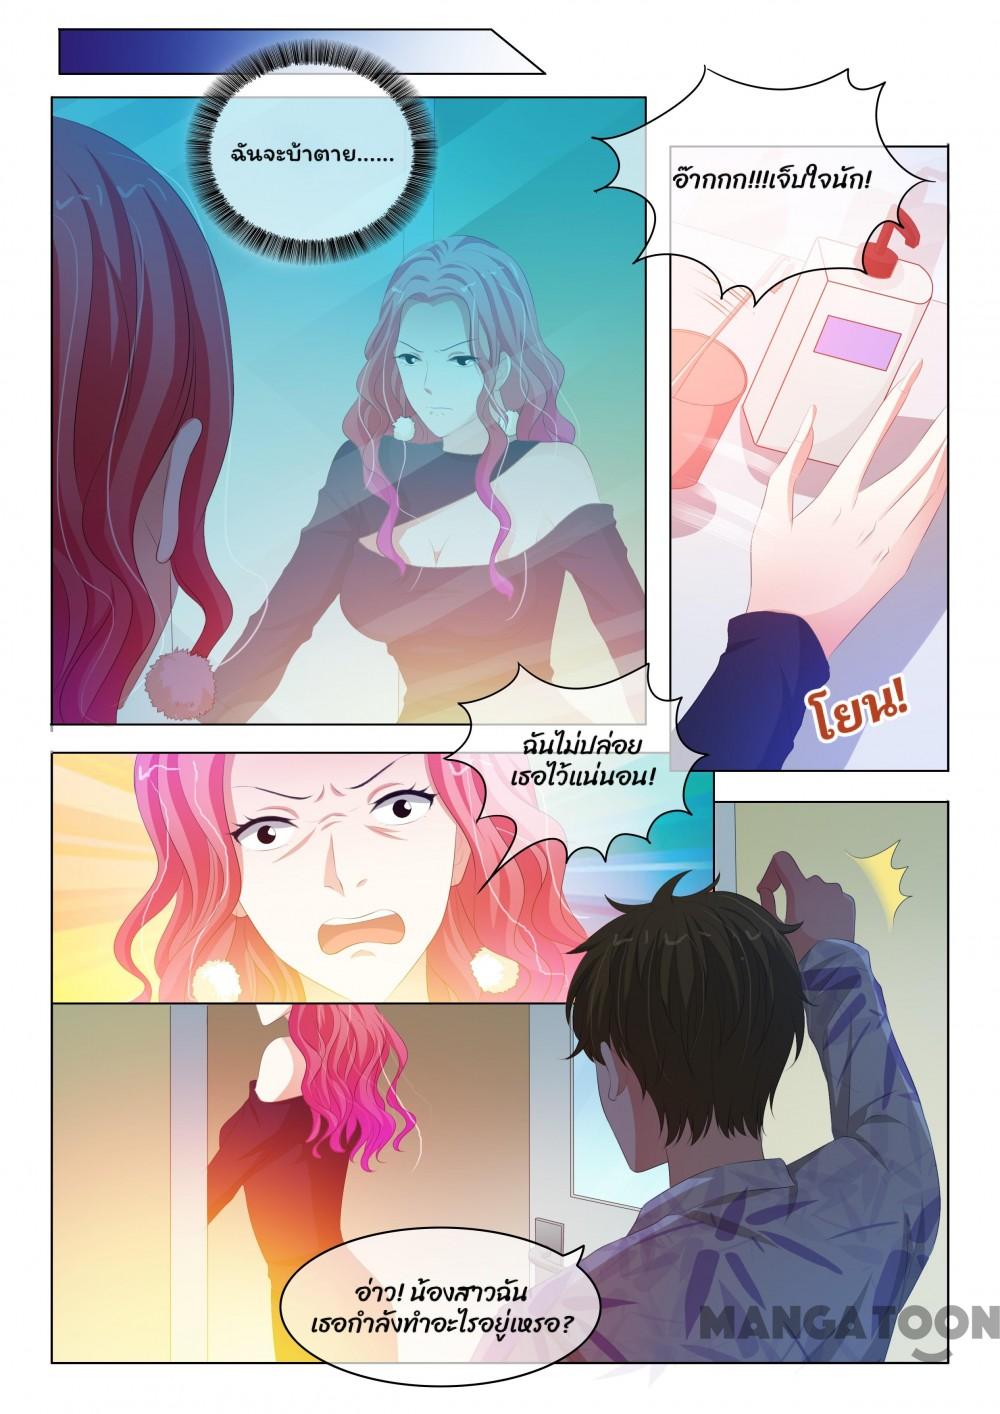 ฉันจะบ้าตาย......
อ๊ากกก!!!เจ็บใจนัก!
โยน!
ฉันไม่ปล่อย
เธอไว้แน่นอน!
อ่าว! น้องสาวฉัน
เธอกำลังทำอะไรอยู่เหรอ?
MANGATOON